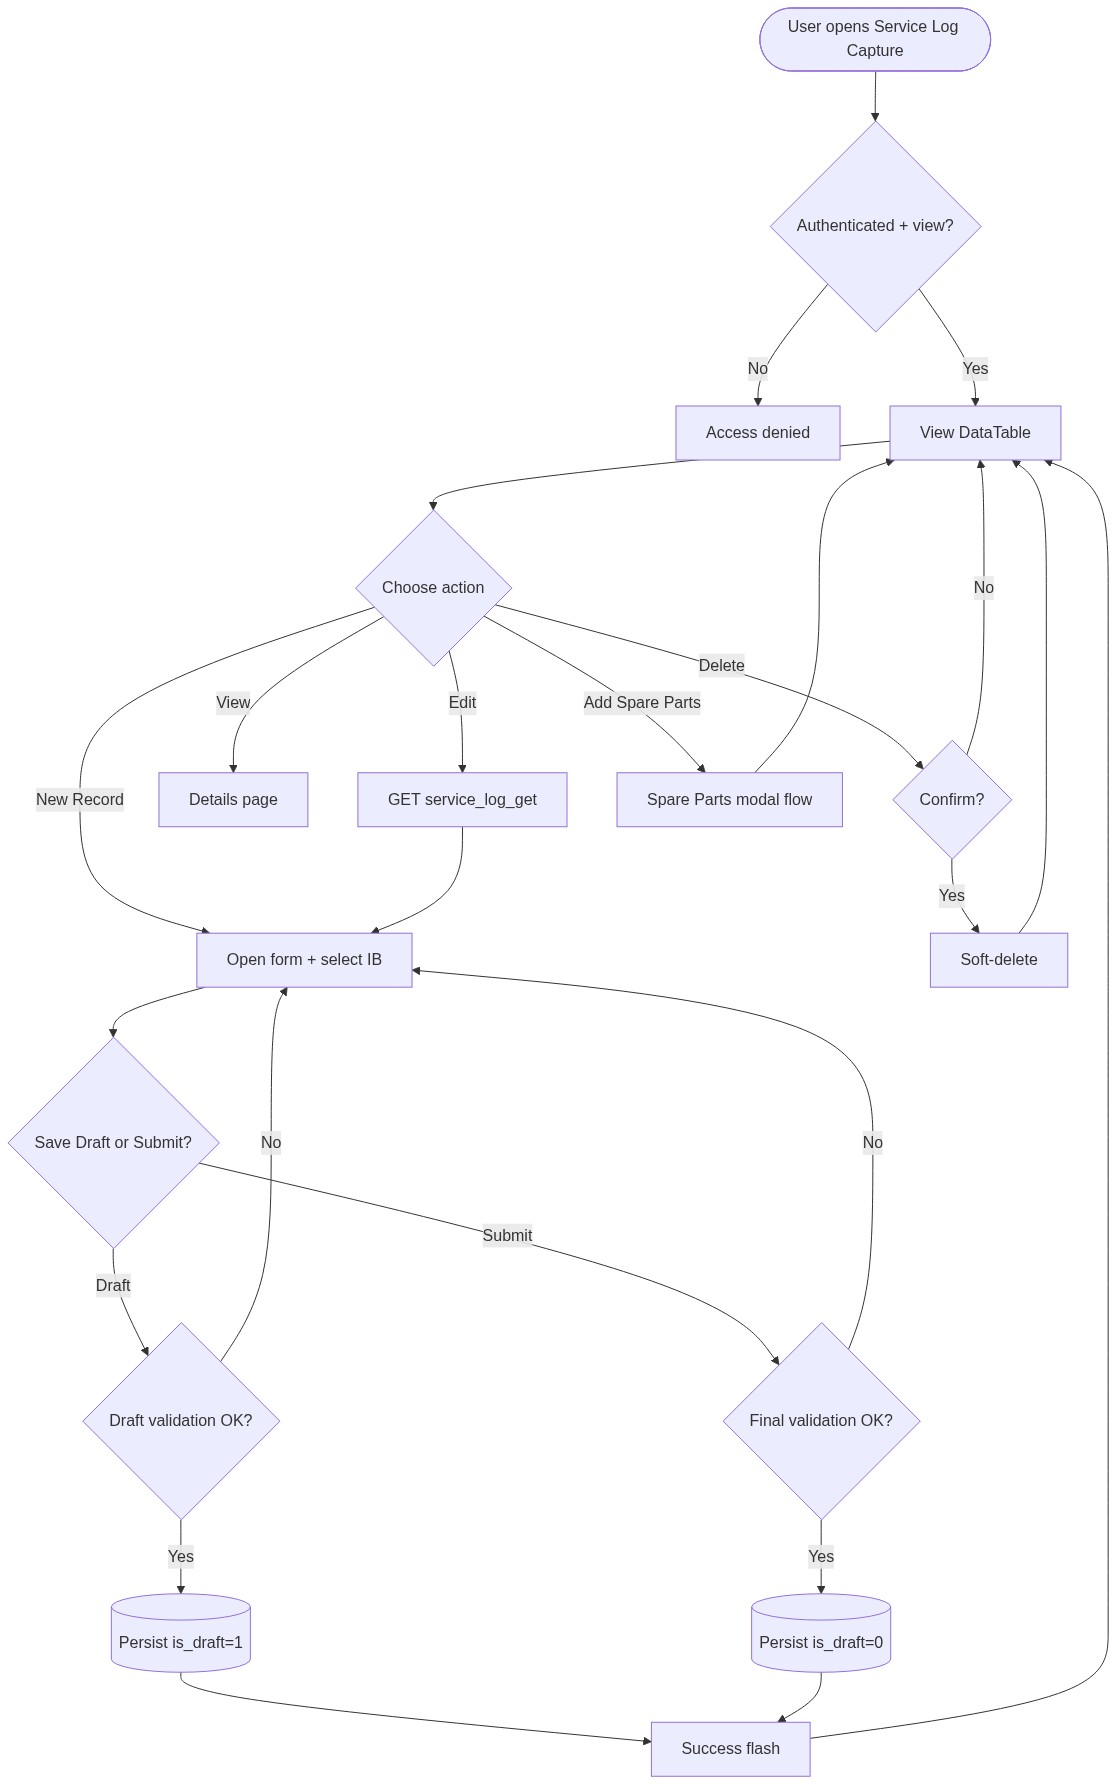 User opens Service Log
Capture
Authenticated + view?
No
Yes
Access denied
View DataTable
Choose action
No
Delete
View
Edit
Add Spare Parts
New Record
Details page
GET service_log_get
Spare Parts modal flow
Confirm?
Yes
Open form + select IB
Soft-delete
Save Draft or Submit?
No
No
Submit
Draft
Draft validation OK?
Final validation OK?
Yes
Yes
Persist is_draft=1
Persist is_draft=0
Success flash